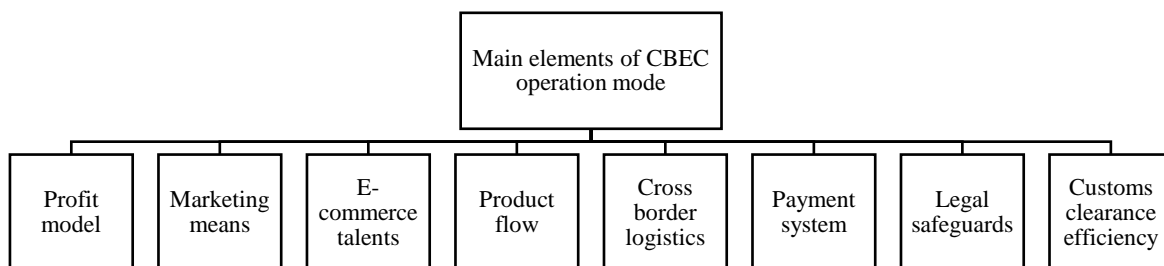 Main elements of CBEC
operation mode
Profit
model
Marketing
means
E-
commerce
talents
Product
flow
Cross
border
logistics
Payment
system
Legal
safeguards
Customs
clearance
efficiency